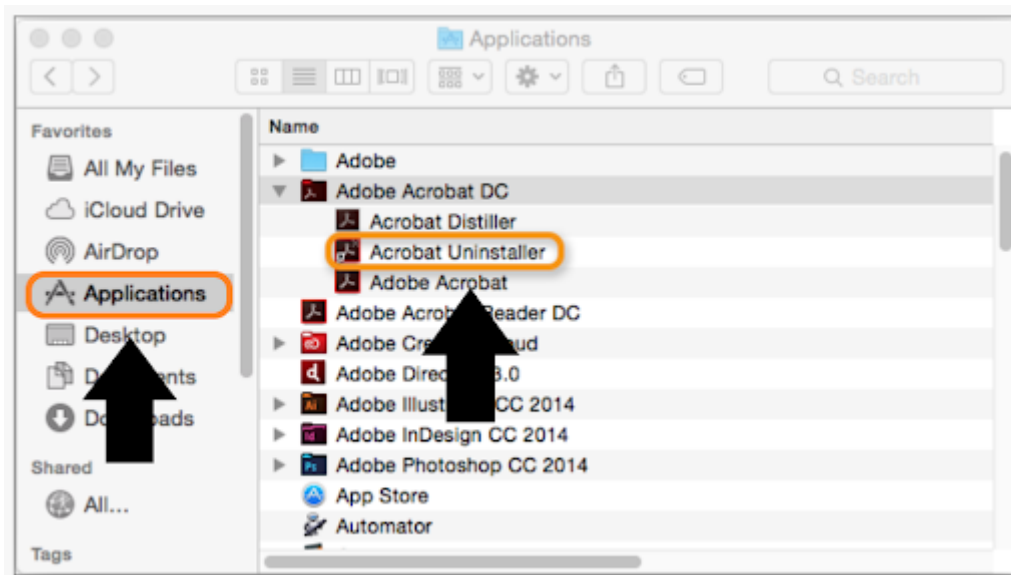 Applications
Search
Favorites
All My Files
iCloud Drive
AirDrop
Applications
Desktop
Shared
All...
Tags
Name
Adobe
Adobe Acrobat DC
Acrobat Distiller
Acrobat Uninstaller
Adobe Acrobat
Adobe Reader DC
Adobe
Adobe 3.0
Adobe CC 2014
Adobe InDesign CC 2014
Adobe Photoshop CC 2014
App Store
Automator